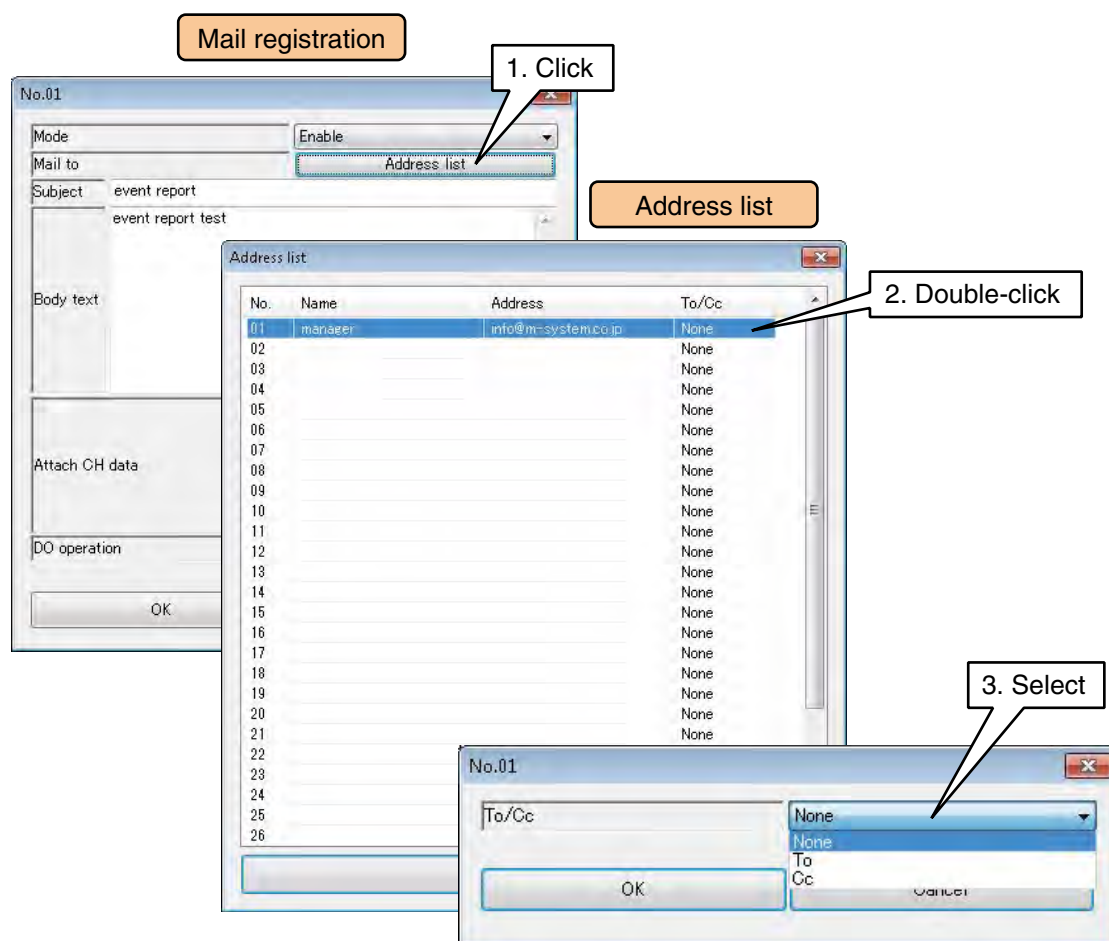 Mail registration
1. Click
No.01
Mode Enable
Mail to Address list
Subject event report
event report test
Body text
Attach CH data
DO operation
OK
Address list
Address list
2. Double-click
No. Name Address To/Cc
01 manager info@m-system.co.jp None
02 None
03 None
04 None
05 None
06 None
07 None
08 None
09 None
10 None
11 None
12 None
13 None
14 None
15 None
16 None
17 None
18 None
19 None
20 None
21 None
22
23
24
25
26
3. Select
No.01
To/Cc None
None
To
Cc
OK Cancel